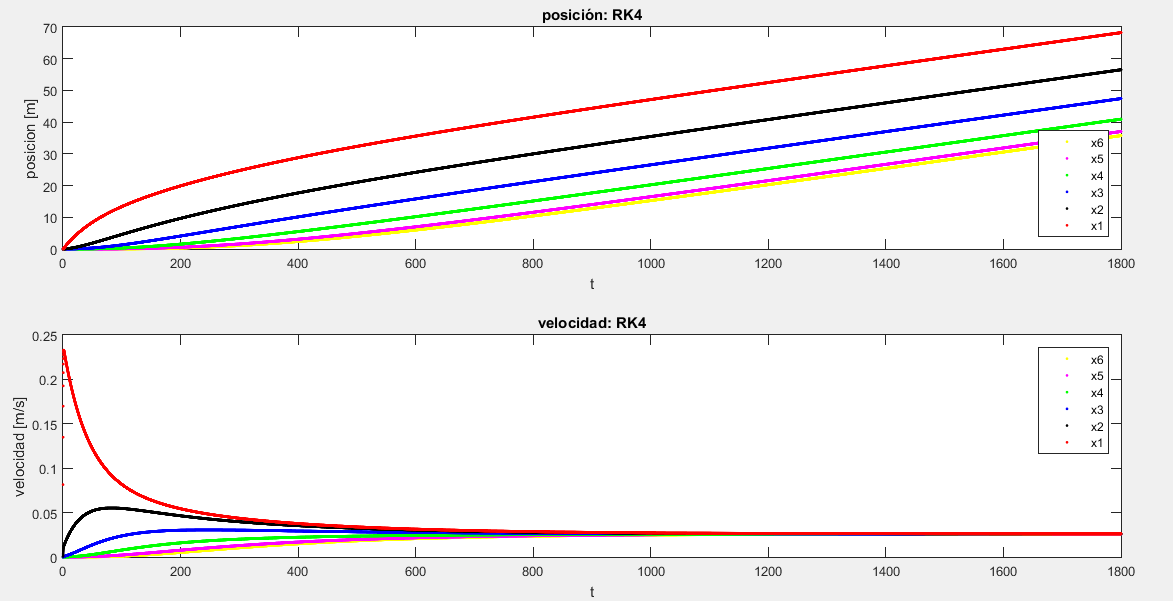 posición: RK4
70
60
50
40
30
20
10
0
posicion [m]
x6
x5
x4
x3
x2
x1
0 200 400 600 800 1000 1200 1400 1600 1800
t
velocidad: RK4
0.25
0.2
0.15
0.1
0.05
0
velocidad [m/s]
x6
x5
x4
x3
x2
x1
0 200 400 600 800 1000 1200 1400 1600 1800
t